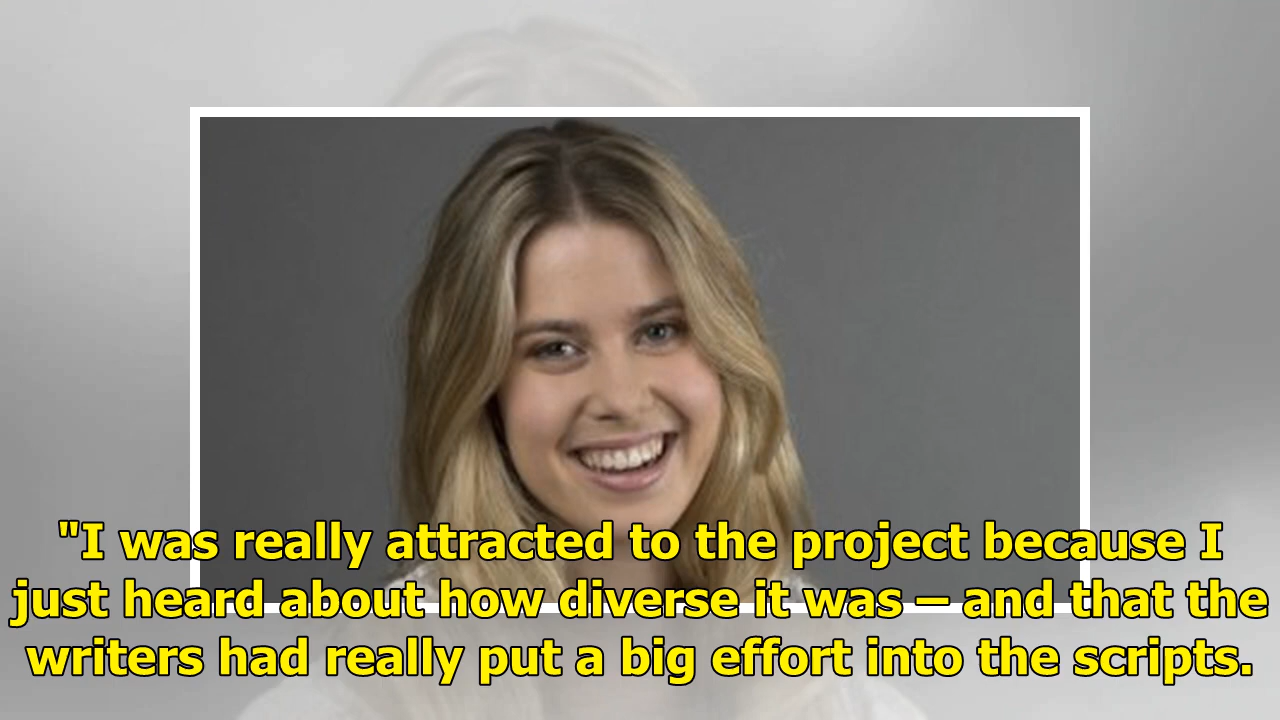 "I was really attracted to the project because I
just heard about how diverse it was – and that the
writers had really put a big effort into the scripts.